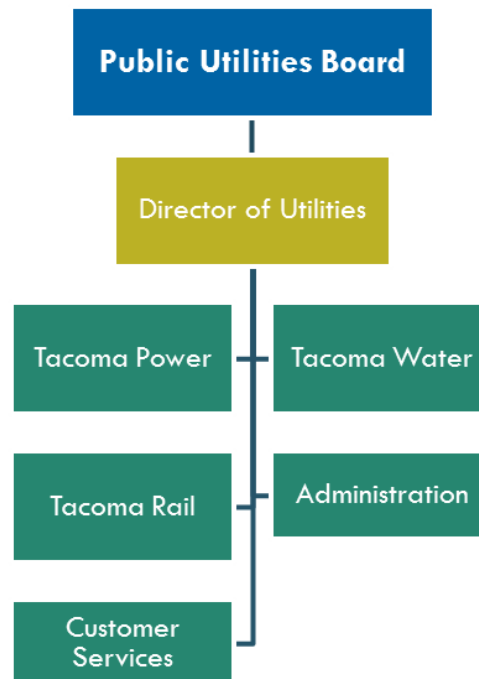 Public Utilities Board
Director of Utilities
Tacoma Power
Tacoma Water
Tacoma Rail
Administration
Customer
Services